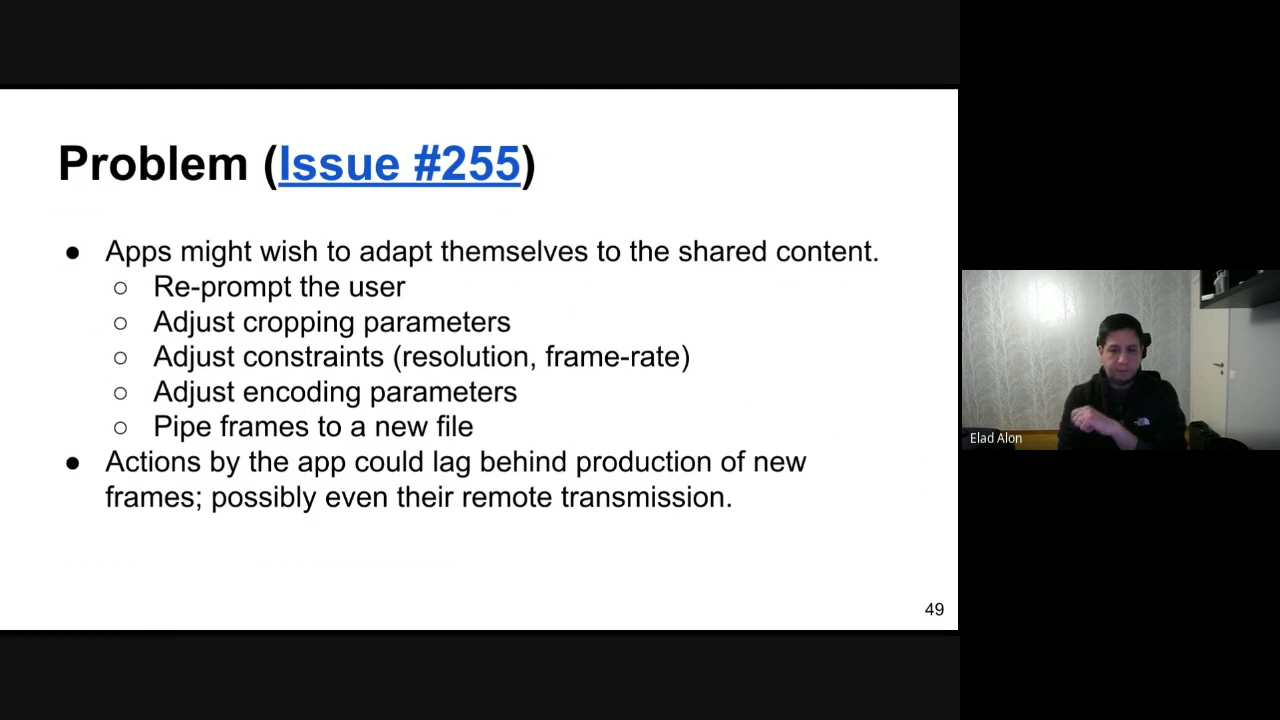 Problem (Issue #255)
● Apps might wish to adapt themselves to the shared content.
○ Re-prompt the user
○ Adjust cropping parameters
○ Adjust constraints (resolution, frame-rate)
○ Adjust encoding parameters
○ Pipe frames to a new file
● Actions by the app could lag behind production of new
frames; possibly even their remote transmission.
49
Elad Alon